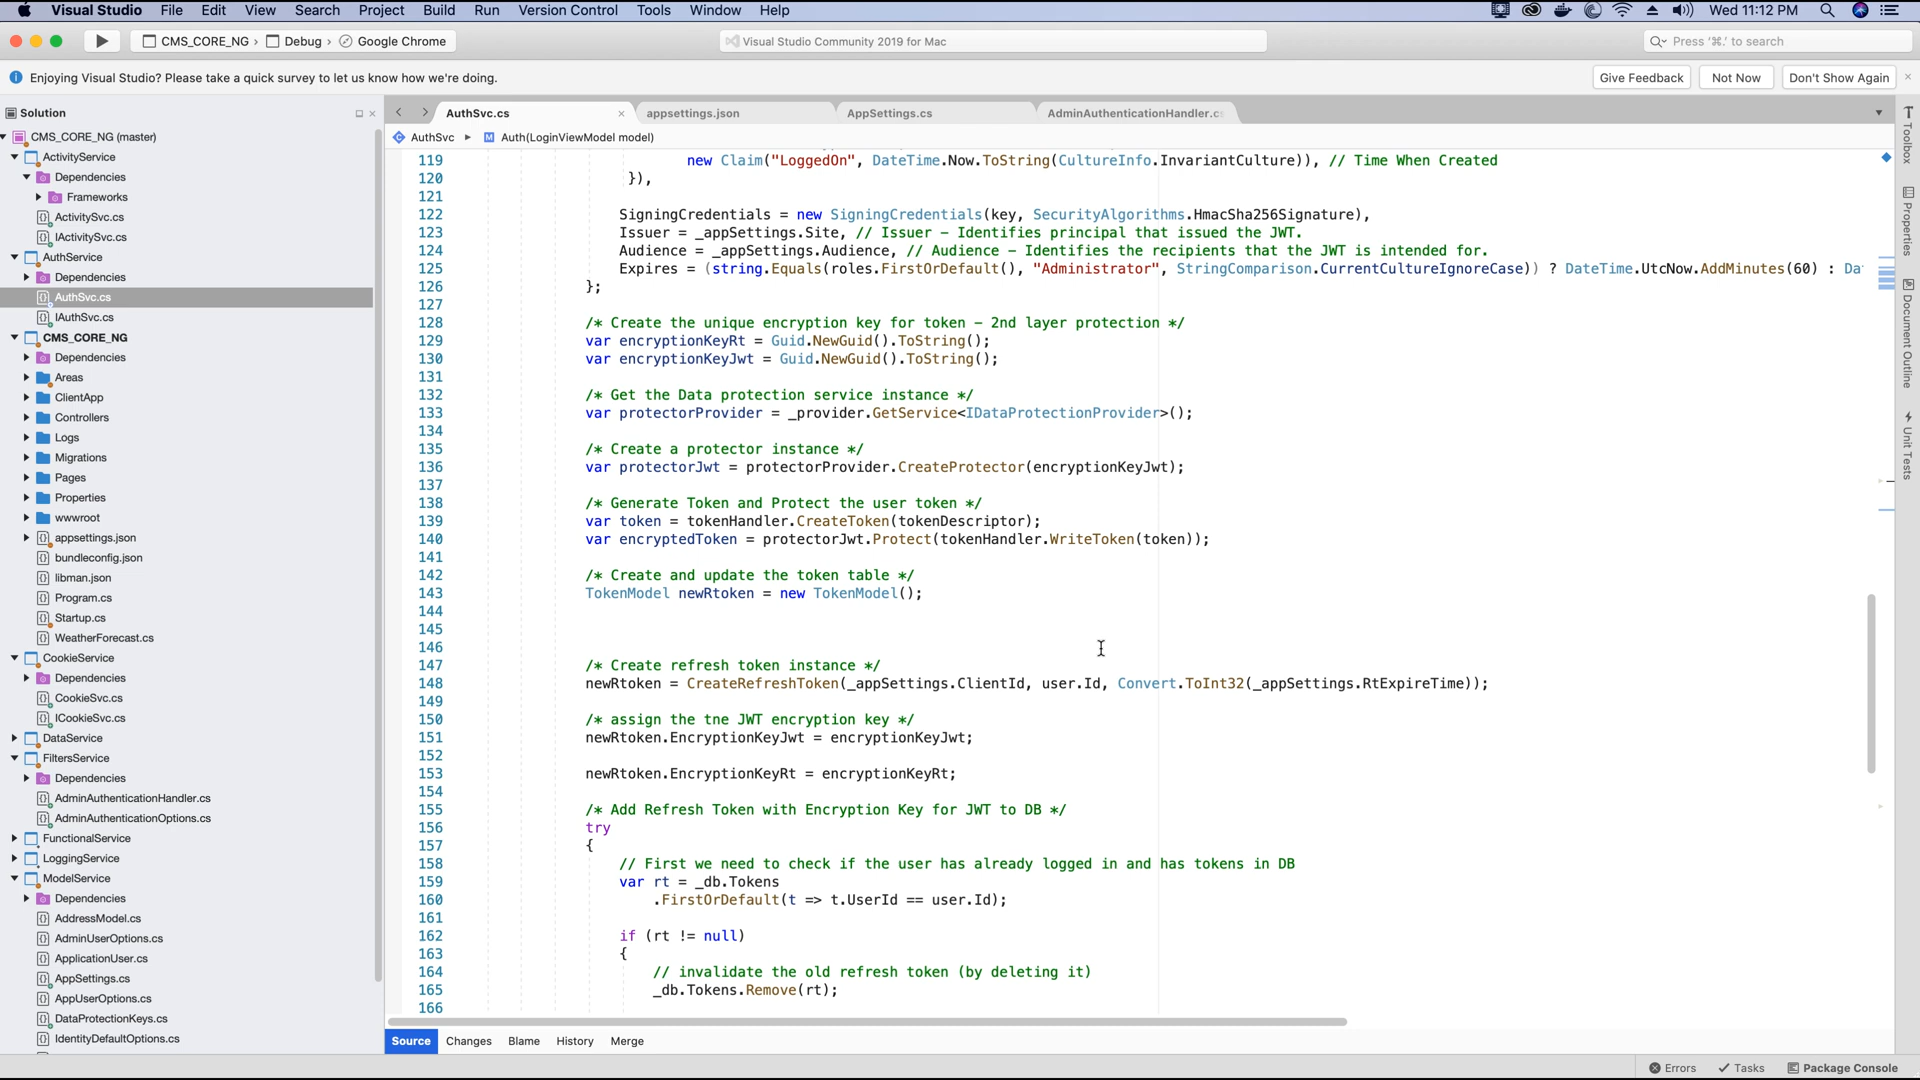 Visual Studio File Edit View Search Project Build Run Version Control Tools Window Help Wed 11:12 PM
CMS_CORE_NG › Debug › Google Chrome
Visual Studio Community 2019 for Mac
Press '⌘.' to search
Enjoying Visual Studio? Please take a quick survey to let us know how we're doing.
Give Feedback Not Now Don't Show Again
Solution
CMS_CORE_NG (master)
ActivityService
Dependencies
Frameworks
ActivitySvc.cs
IActivitySvc.cs
AuthService
Dependencies
AuthSvc.cs
IAuthSvc.cs
CMS_CORE_NG
Dependencies
Areas
ClientApp
Controllers
Logs
Migrations
Pages
Properties
wwwroot
appsettings.json
bundleconfig.json
libman.json
Program.cs
Startup.cs
WeatherForecast.cs
CookieService
Dependencies
CookieSvc.cs
ICookieSvc.cs
DataService
FiltersService
Dependencies
AdminAuthenticationHandler.cs
AdminAuthenticationOptions.cs
FunctionalService
LoggingService
ModelService
Dependencies
AddressModel.cs
AdminUserOptions.cs
ApplicationUser.cs
AppSettings.cs
AppUserOptions.cs
DataProtectionKeys.cs
IdentityDefaultOptions.cs
AuthSvc.cs appsettings.json AppSettings.cs AdminAuthenticationHandler.cs
AuthSvc Auth(LoginViewModel model)
119 new Claim("LoggedOn", DateTime.Now.ToString(CultureInfo.InvariantCulture)), // Time When Created
120 }),
121
122 SigningCredentials = new SigningCredentials(key, SecurityAlgorithms.HmacSha256Signature),
123 Issuer = _appSettings.Site, // Issuer – Identifies principal that issued the JWT.
124 Audience = _appSettings.Audience, // Audience – Identifies the recipients that the JWT is intended for.
125 Expires = (string.Equals(roles.FirstOrDefault(), "Administrator", StringComparison.CurrentCultureIgnoreCase)) ? DateTime.UtcNow.AddMinutes(60) : Da
126 };
127
128 /* Create the unique encryption key for token – 2nd layer protection */
129 var encryptionKeyRt = Guid.NewGuid().ToString();
130 var encryptionKeyJwt = Guid.NewGuid().ToString();
131
132 /* Get the Data protection service instance */
133 var protectorProvider = _provider.GetService<IDataProtectionProvider>();
134
135 /* Create a protector instance */
136 var protectorJwt = protectorProvider.CreateProtector(encryptionKeyJwt);
137
138 /* Generate Token and Protect the user token */
139 var token = tokenHandler.CreateToken(tokenDescriptor);
140 var encryptedToken = protectorJwt.Protect(tokenHandler.WriteToken(token));
141
142 /* Create and update the token table */
143 TokenModel newRtoken = new TokenModel();
144
145
146
147 /* Create refresh token instance */
148 newRtoken = CreateRefreshToken(_appSettings.ClientId, user.Id, Convert.ToInt32(_appSettings.RtExpireTime));
149
150 /* assign the tne JWT encryption key */
151 newRtoken.EncryptionKeyJwt = encryptionKeyJwt;
152
153 newRtoken.EncryptionKeyRt = encryptionKeyRt;
154
155 /* Add Refresh Token with Encryption Key for JWT to DB */
156 try
157 {
158 // First we need to check if the user has already logged in and has tokens in DB
159 var rt = _db.Tokens
160 .FirstOrDefault(t => t.UserId == user.Id);
161
162 if (rt != null)
163 {
164 // invalidate the old refresh token (by deleting it)
165 _db.Tokens.Remove(rt);
166
Toolbox
Properties
Document Outline
Unit Tests
Source Changes Blame History Merge
Errors Tasks Package Console